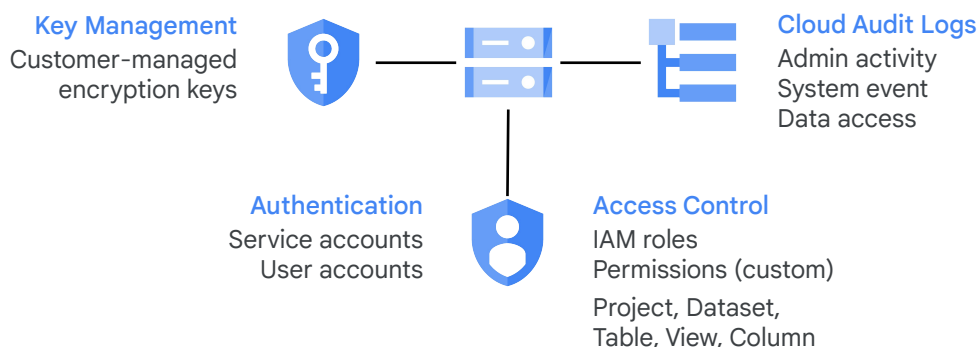 Key Management
Customer-managed
encryption keys
Cloud Audit Logs
Admin activity
System event
Data access
Authentication
Service accounts
User accounts
Access Control
IAM roles
Permissions (custom)
Project, Dataset,
Table, View, Column